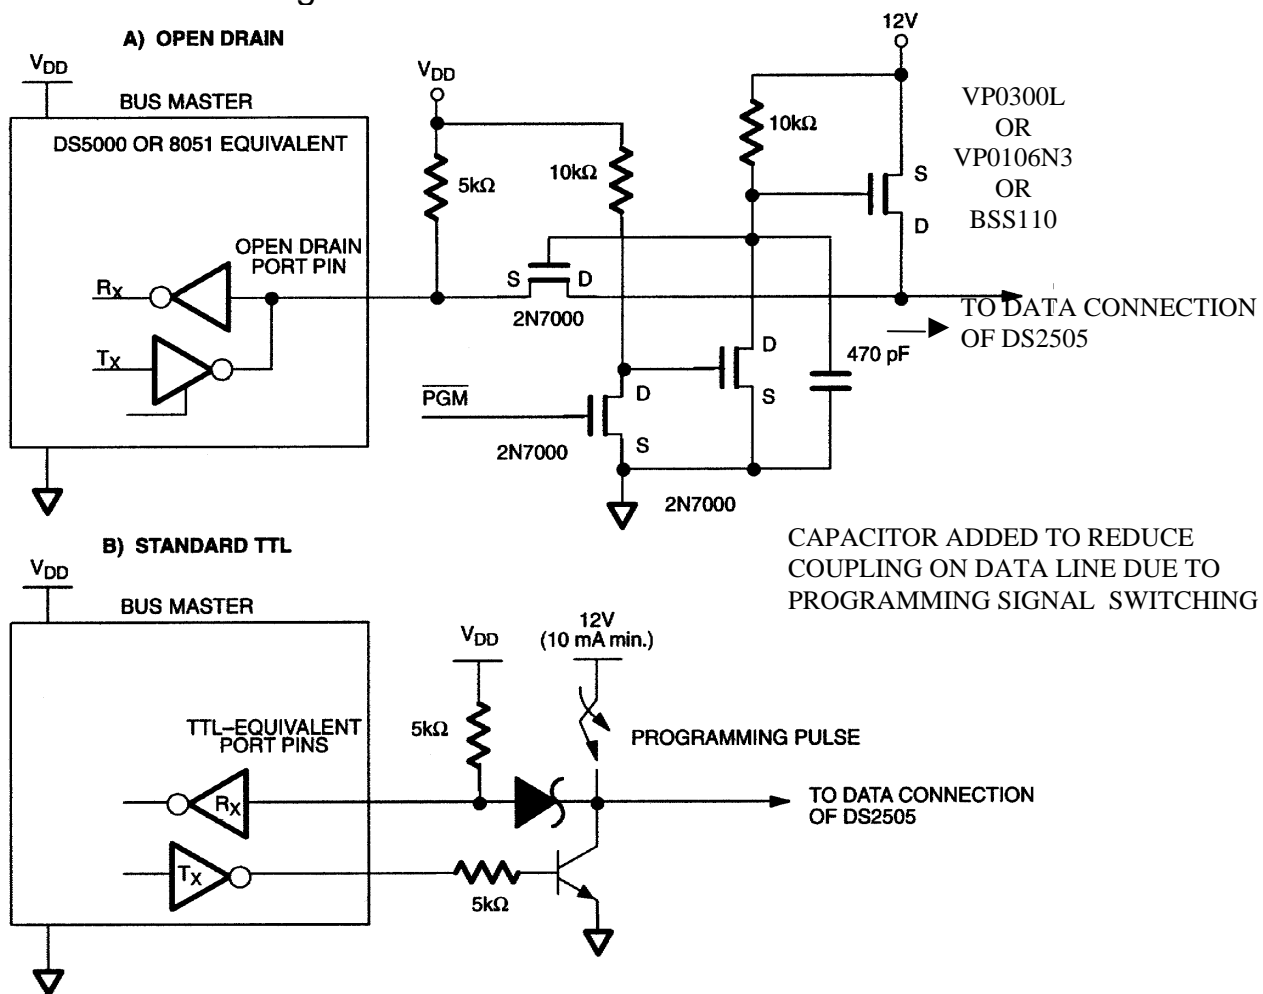 A) OPEN DRAIN
VDD
BUS MASTER
DS5000 OR 8051 EQUIVALENT
OPEN DRAIN
PORT PIN
RX
TX
VDD
5kΩ
10kΩ
S D
2N7000
PGM
D
S
2N7000
D
S
2N7000
12V
10kΩ
S
D
VP0300L
OR
VP0106N3
OR
BSS110
470 pF
TO DATA CONNECTION
OF DS2505
CAPACITOR ADDED TO REDUCE
COUPLING ON DATA LINE DUE TO
PROGRAMMING SIGNAL SWITCHING
B) STANDARD TTL
VDD
BUS MASTER
TTL–EQUIVALENT
PORT PINS
RX
TX
VDD
5kΩ
5kΩ
12V
(10 mA min.)
PROGRAMMING PULSE
TO DATA CONNECTION
OF DS2505